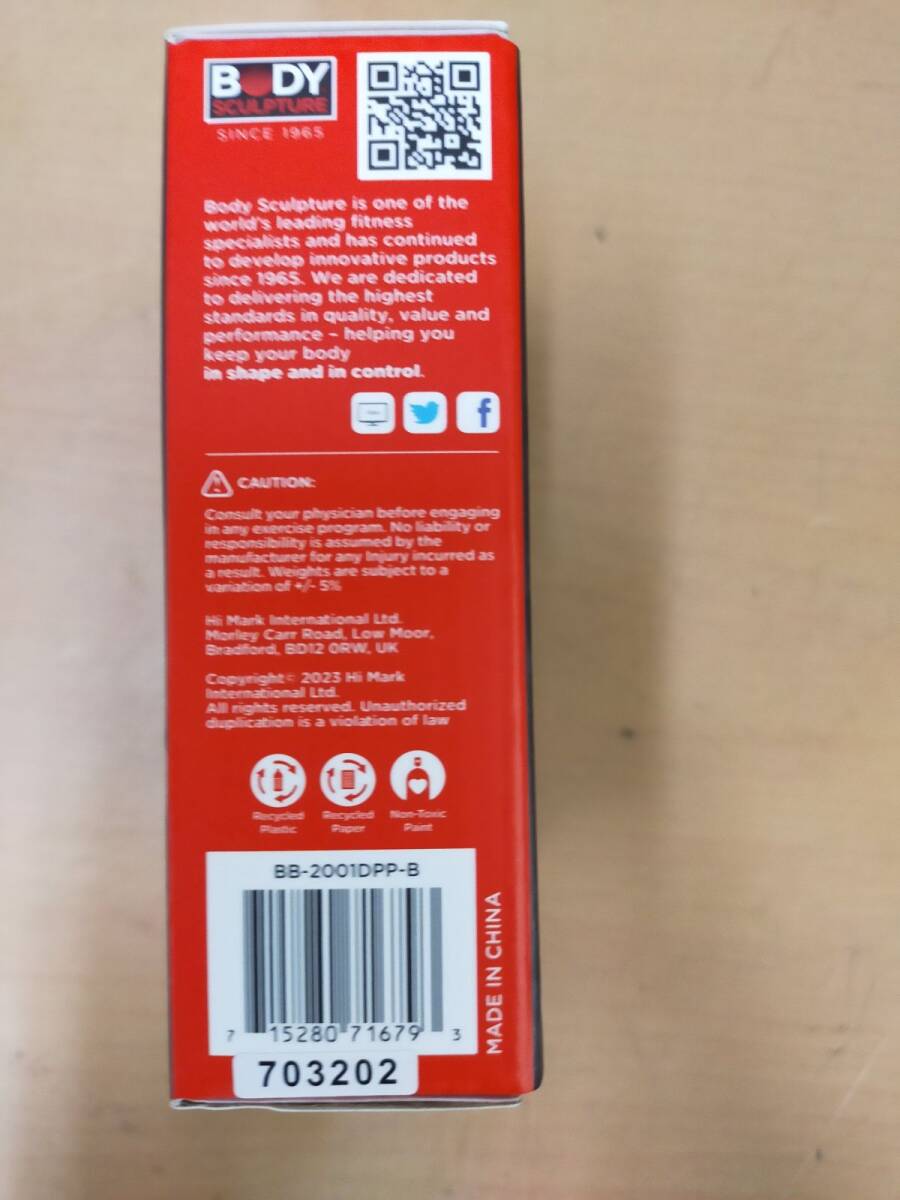 BODY
SCULPTURE
SINCE 1965
Body Sculpture is one of the
world's leading fitness
specialists and has continued
to develop innovative products
since 1965. We are dedicated
to delivering the highest
standards in quality, value and
performance – helping you
keep your body
in shape and in control.
CAUTION:
Consult your physician before engaging
in any exercise program. No liability or
responsibility is assumed by the
manufacturer for any Injury incurred as
a result. Weights are subject to a
variation of +/- 5%
Hi Mark International Ltd.
Morley Carr Road, Low Moor,
Bradford, BD12 0RW, UK
Copyright© 2023 Hi Mark
International Ltd.
All rights reserved. Unauthorized
duplication is a violation of law
Recycled Plastic
Recycled Paper
Non-Toxic Paint
BB-2001DPP-B
7 15280 71679 3
MADE IN CHINA
703202